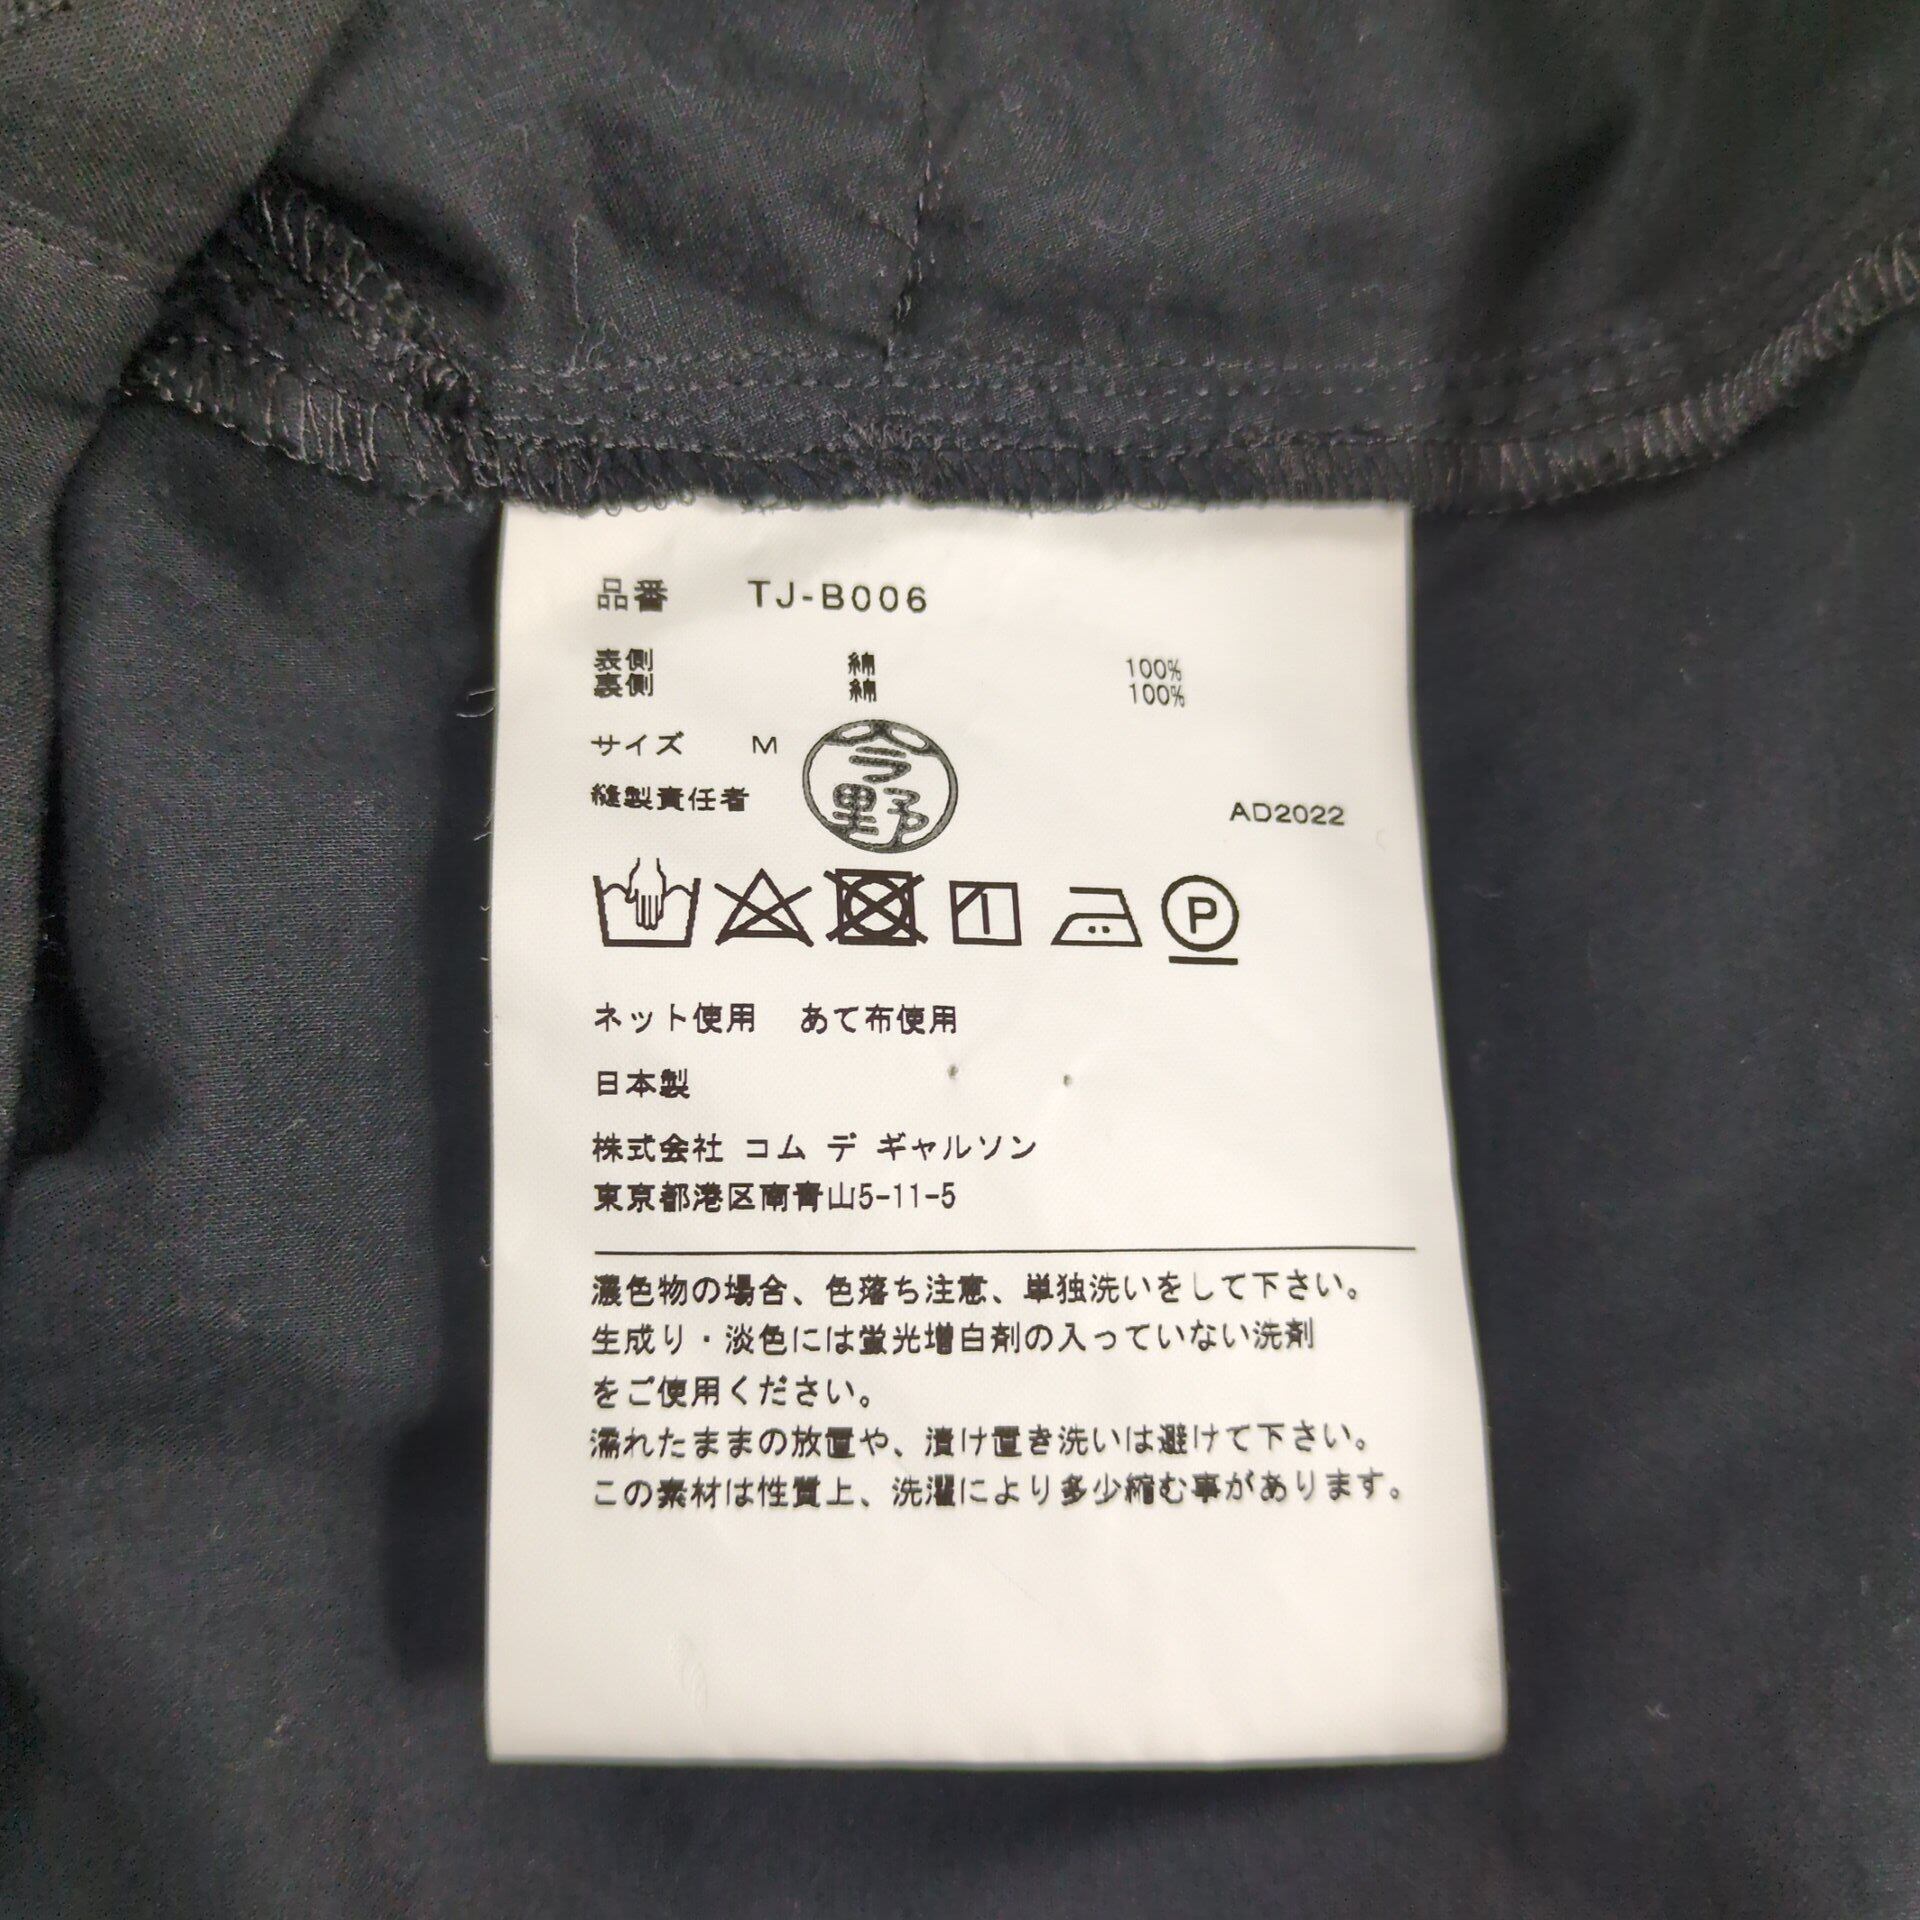 品番 TJ-B006
表側 綿 100%
裏側 綿 100%
サイズ M
今野
縫製責任者
AD2022
P
ネット使用 あて布使用
日本製
株式会社 コム デ ギャルソン
東京都港区南青山5-11-5
濃色物の場合、色落ち注意、単独洗いをして下さい。
生成り・淡色には蛍光増白剤の入っていない洗剤
をご使用ください。
濡れたままの放置や、漬け置き洗いは避けて下さい。
この素材は性質上、洗濯により多少縮む事があります。